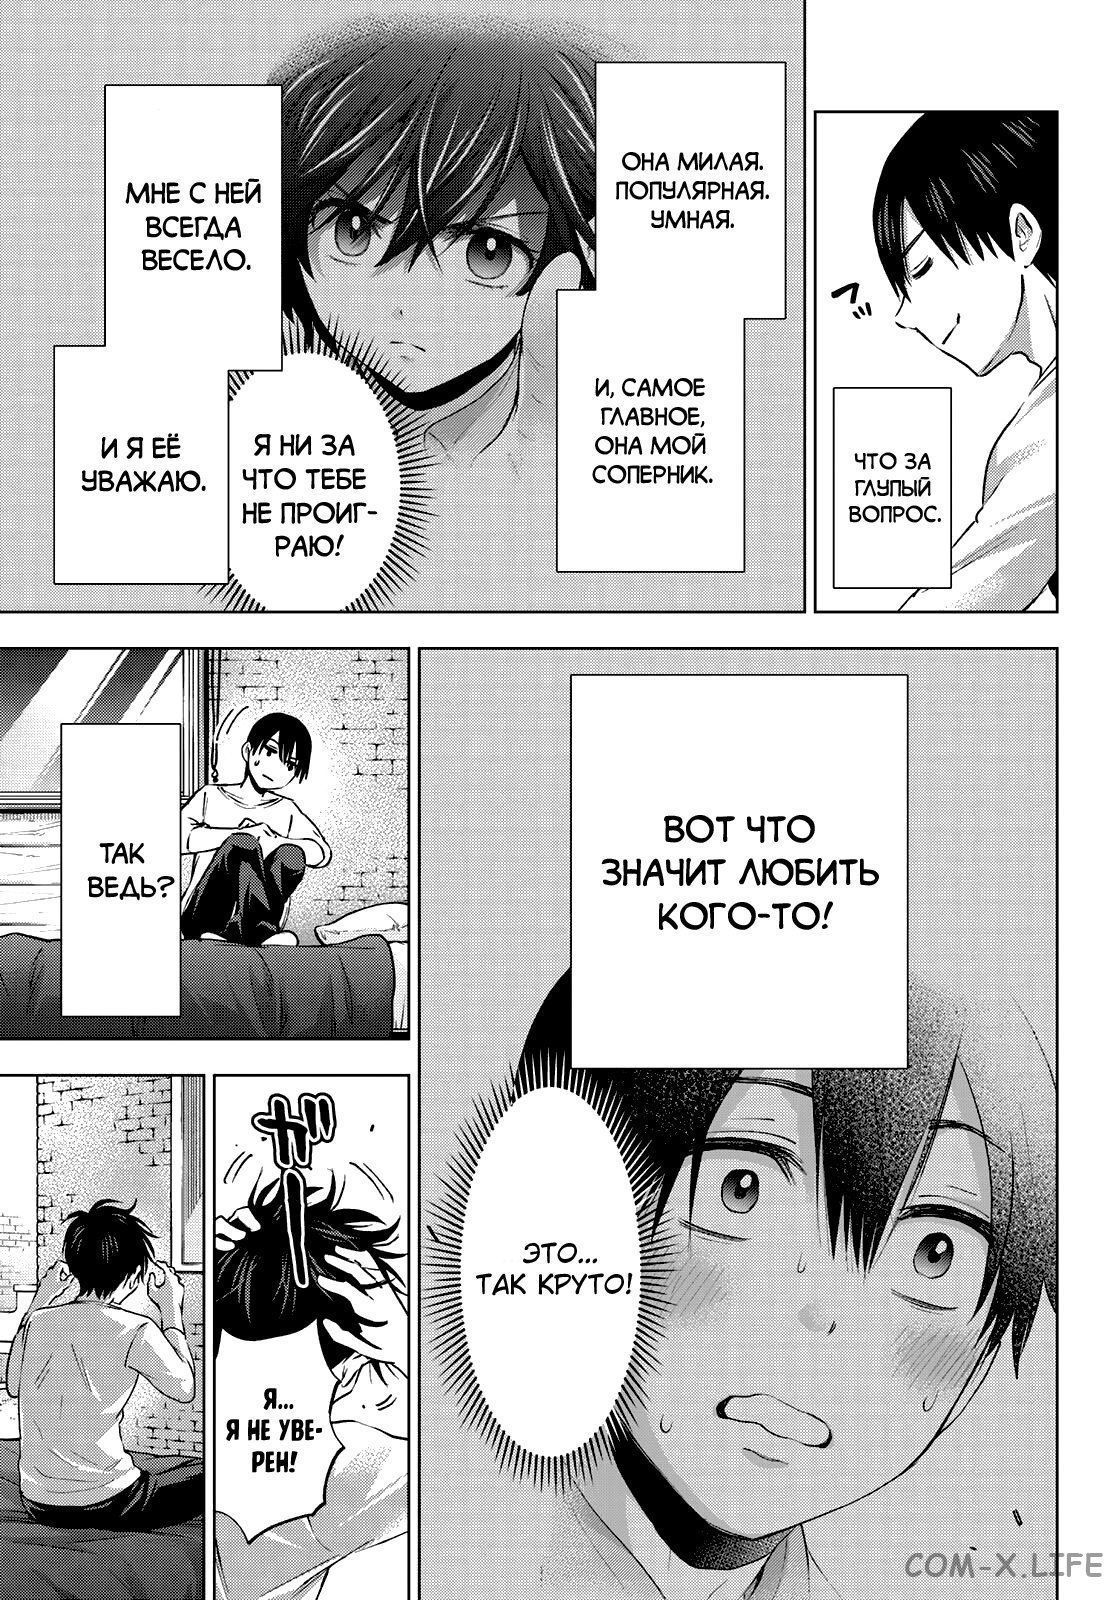 ЧТО ЗА
ГЛУПЫЙ
ВОПРОС.
ОНА МИЛАЯ.
ПОПУЛЯРНАЯ.
УМНАЯ.
И, САМОЕ
ГЛАВНОЕ,
ОНА МОЙ
СОПЕРНИК.
МНЕ С НЕЙ
ВСЕГДА
ВЕСЕЛО.
Я НИ ЗА
ЧТО ТЕБЕ
НЕ ПРОИГ-
РАЮ!
И Я ЕЁ
УВАЖАЮ.
ВОТ ЧТО
ЗНАЧИТ ЛЮБИТЬ
КОГО-ТО!
ЭТО...
ТАК КРУТО!
ТАК
ВЕДЬ?
ガー
Я...
Я НЕ УВЕ-
РЕН!
COM-X.LIFE